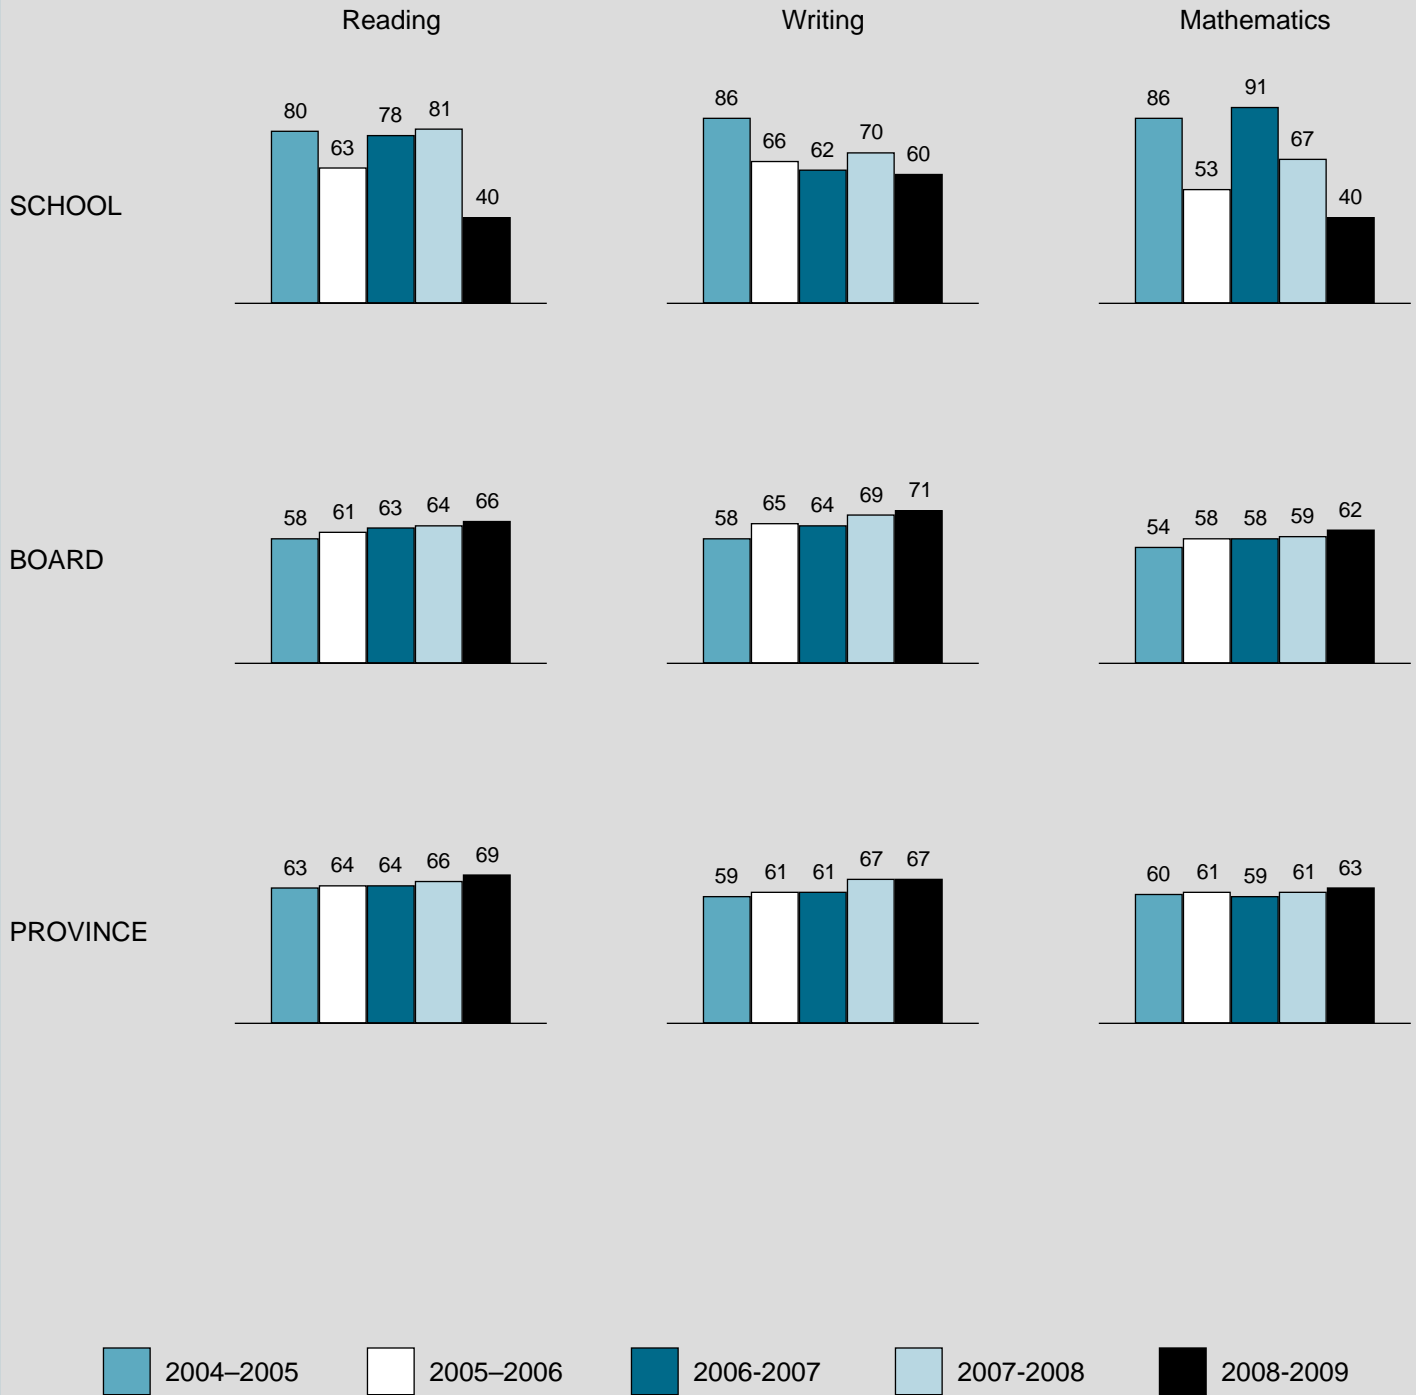 Reading Writing Mathematics
SCHOOL
80 63 78 81 40
86 66 62 70 60
86 53 91 67 40
BOARD
58 61 63 64 66
58 65 64 69 71
54 58 58 59 62
PROVINCE
63 64 64 66 69
59 61 61 67 67
60 61 59 61 63
2004–2005 2005–2006 2006-2007 2007-2008 2008-2009